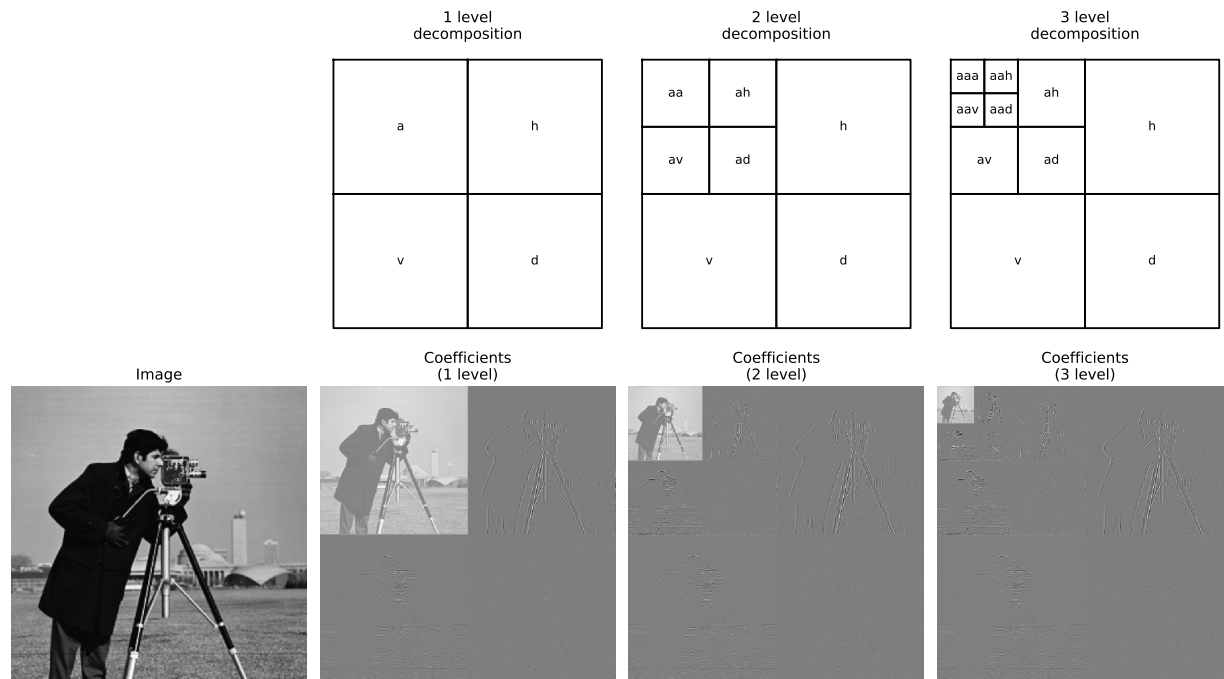 1 level
decomposition
2 level
decomposition
3 level
decomposition
a
h
v
d
aa
ah
h
av
ad
v
d
aaa
aah
ah
h
aav
aad
av
ad
v
d
Image
Coefficients
(1 level)
Coefficients
(2 level)
Coefficients
(3 level)